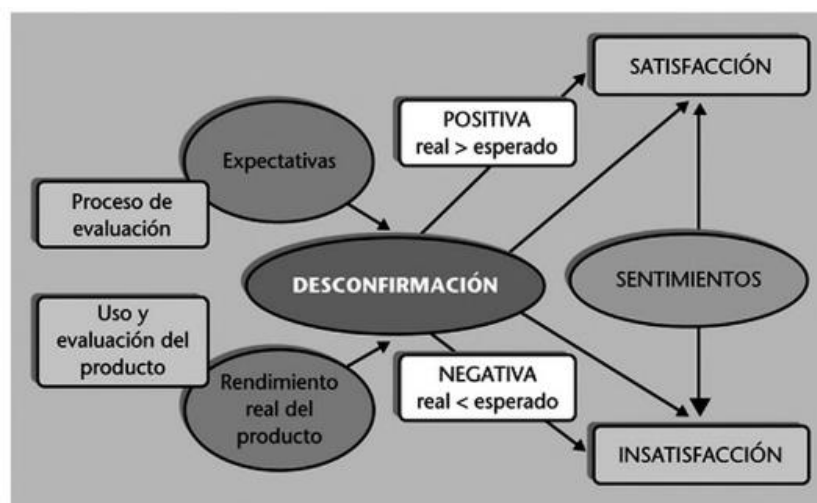 SATISFACCIÓN
POSITIVA
real > esperado
Expectativas
Proceso de
evaluación
DESCONFIRMACIÓN
SENTIMIENTOS
Uso y
evaluación del
producto
Rendimiento
real del
producto
NEGATIVA
real < esperado
INSATISFACCIÓN